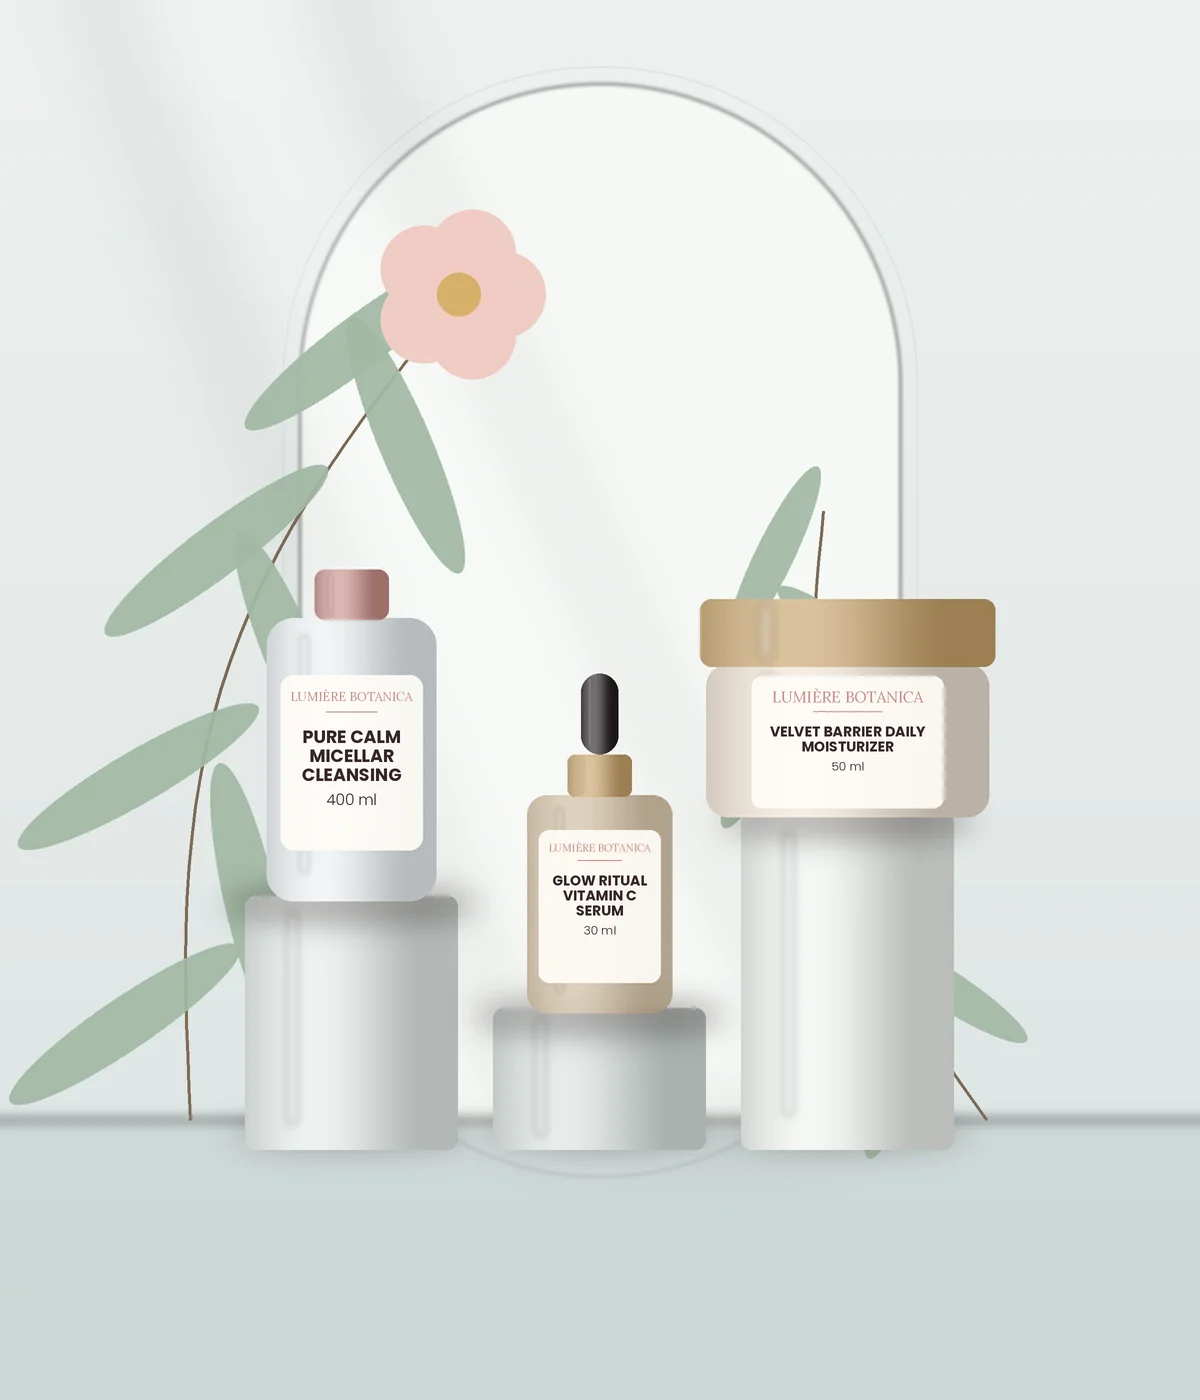 LUMIÈRE BOTANICA
PURE CALM
MICELLAR
CLEANSING
400 ml
LUMIÈRE BOTANICA
GLOW RITUAL
VITAMIN C
SERUM
30 ml
LUMIÈRE BOTANICA
VELVET BARRIER DAILY
MOISTURIZER
50 ml